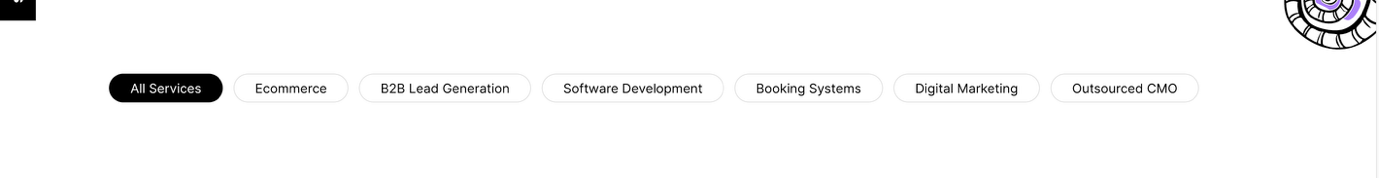 All Services Ecommerce B2B Lead Generation Software Development Booking Systems Digital Marketing Outsourced CMO